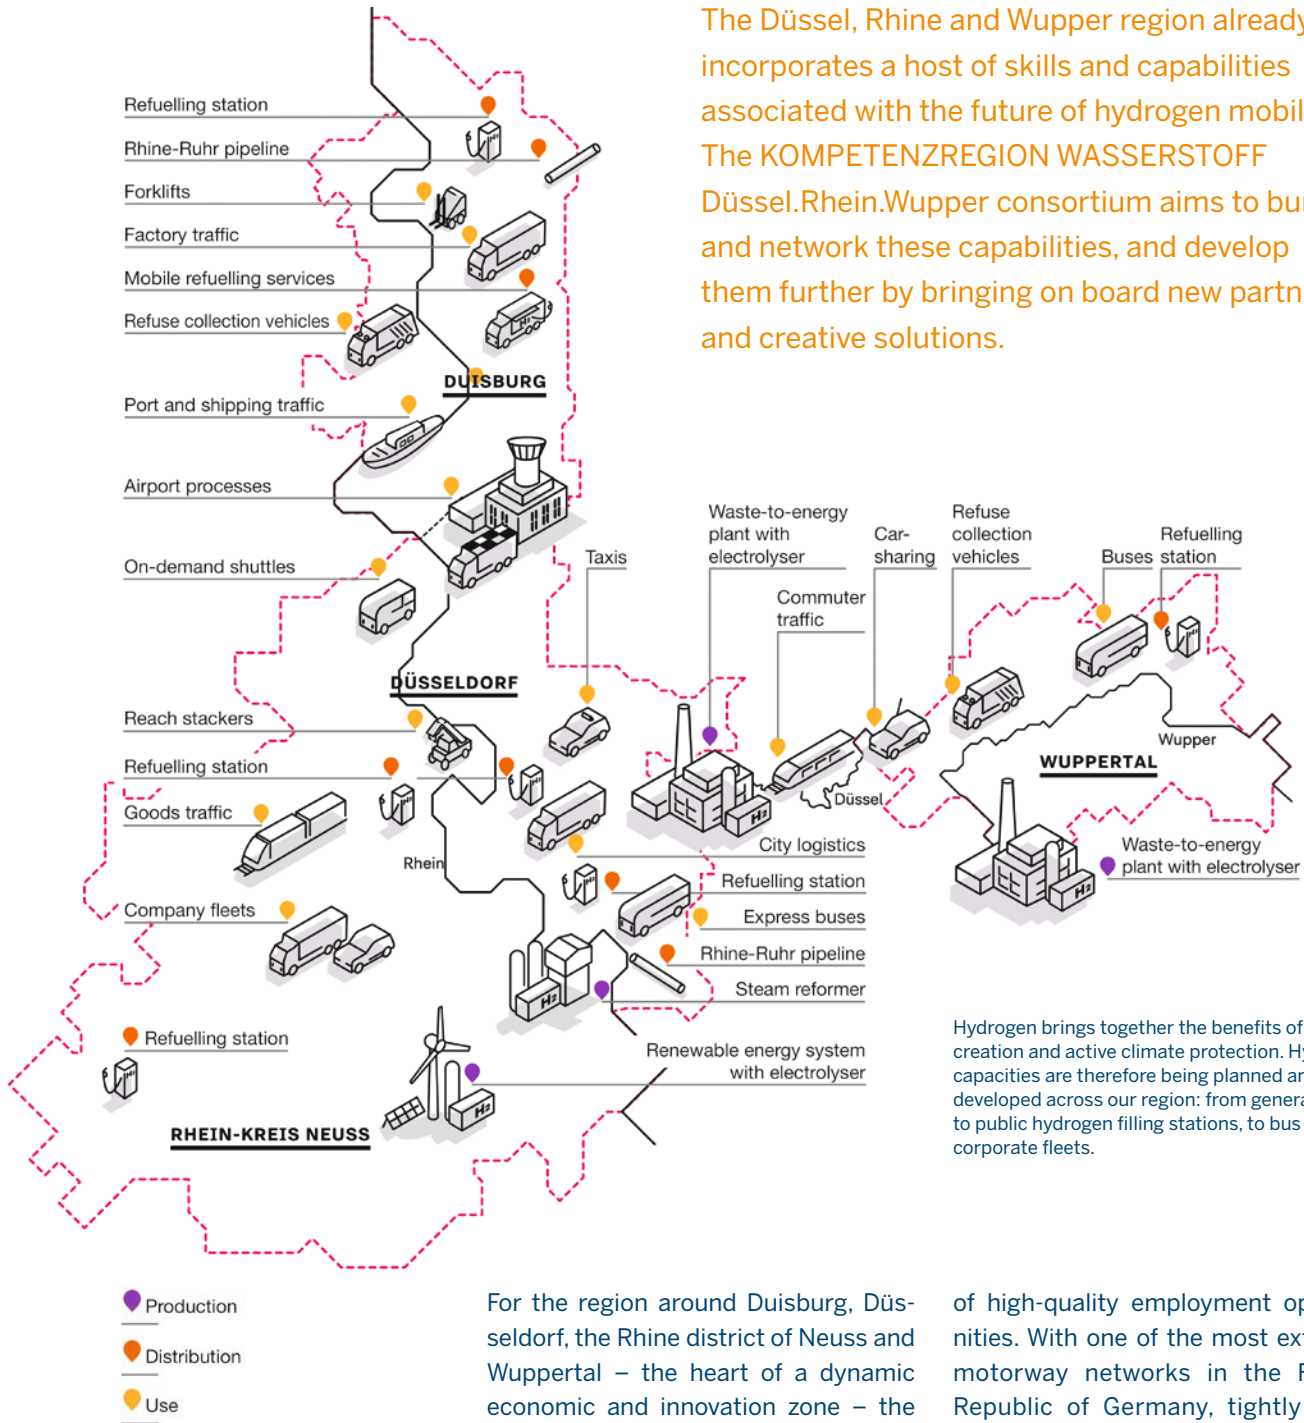 The Düssel, Rhine and Wupper region already
incorporates a host of skills and capabilities
associated with the future of hydrogen
The KOMPETENZREGION WASSERSTOFF
Düssel.Rhein.Wupper consortium aims to
and network these capabilities, and develop
them further by bringing on board new
and creative solutions.
Refuelling station
Rhine-Ruhr pipeline
Forklifts
Factory traffic
Mobile refuelling services
Refuse collection vehicles
DUISBURG
Port and shipping traffic
Airport processes
On-demand shuttles
Taxis
Waste-to-energy
plant with
electrolyser
Commuter
traffic
Car-
sharing
Refuse
collection
vehicles
Buses
Refuelling
station
DÜSSELDORF
Reach stackers
Refuelling station
Goods traffic
Rhein
Company fleets
Düssel
Wupper
WUPPERTAL
Waste-to-energy
plant with electrolyser
City logistics
Refuelling station
Express buses
Rhine-Ruhr pipeline
Steam reformer
Renewable energy system
with electrolyser
Refuelling station
RHEIN-KREIS NEUSS
H2
H2
H2
H2
Hydrogen brings together the benefits of
creation and active climate protection.
capacities are therefore being planned
developed across our region: from
to public hydrogen filling stations, to bus
corporate fleets.
Production
Distribution
Use
For the region around Duisburg, Düs-
seldorf, the Rhine district of Neuss and
Wuppertal – the heart of a dynamic
economic and innovation zone – the
of high-quality employment
nities. With one of the most
motorway networks in the
Republic of Germany, tightly